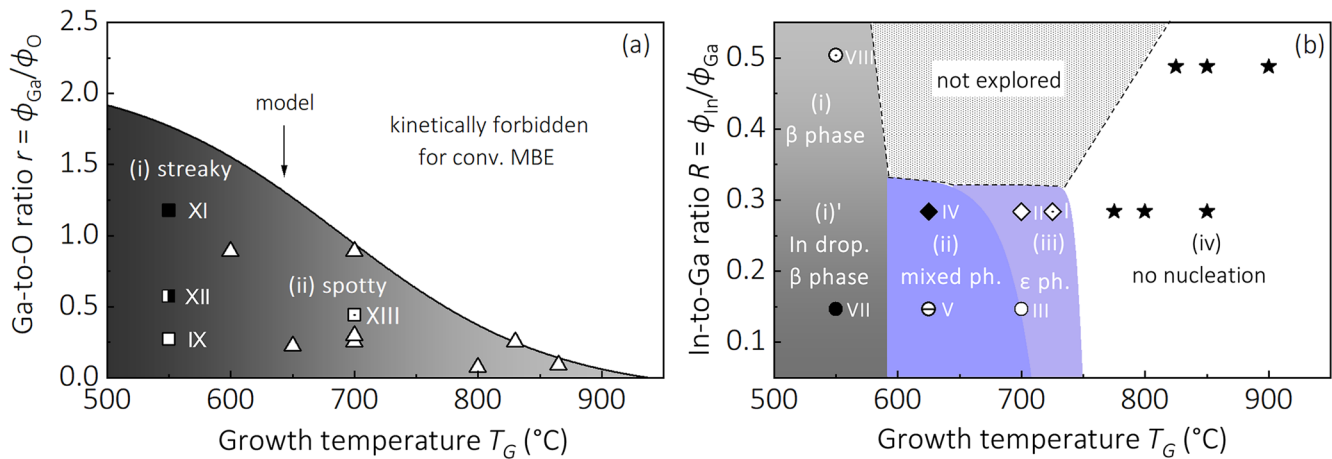 (a)
Ga-to-O ratio r = ϕGa/ϕO
2.5
2.0
1.5
1.0
0.5
0.0
model
kinetically forbidden
for conv. MBE
(i) streaky
XI
(ii) spotty
XII
XIII
IX
500
600
700
800
900
Growth temperature TG (°C)
(b)
In-to-Ga ratio R = ϕIn/ϕGa
0.5
0.4
0.3
0.2
0.1
VIII
(i)
β phase
not explored
(i)'
In drop.
β phase
VII
IV
(ii)
mixed ph.
V
II
I
(iii)
ε ph.
III
(iv)
no nucleation
500
600
700
800
900
Growth temperature TG (°C)